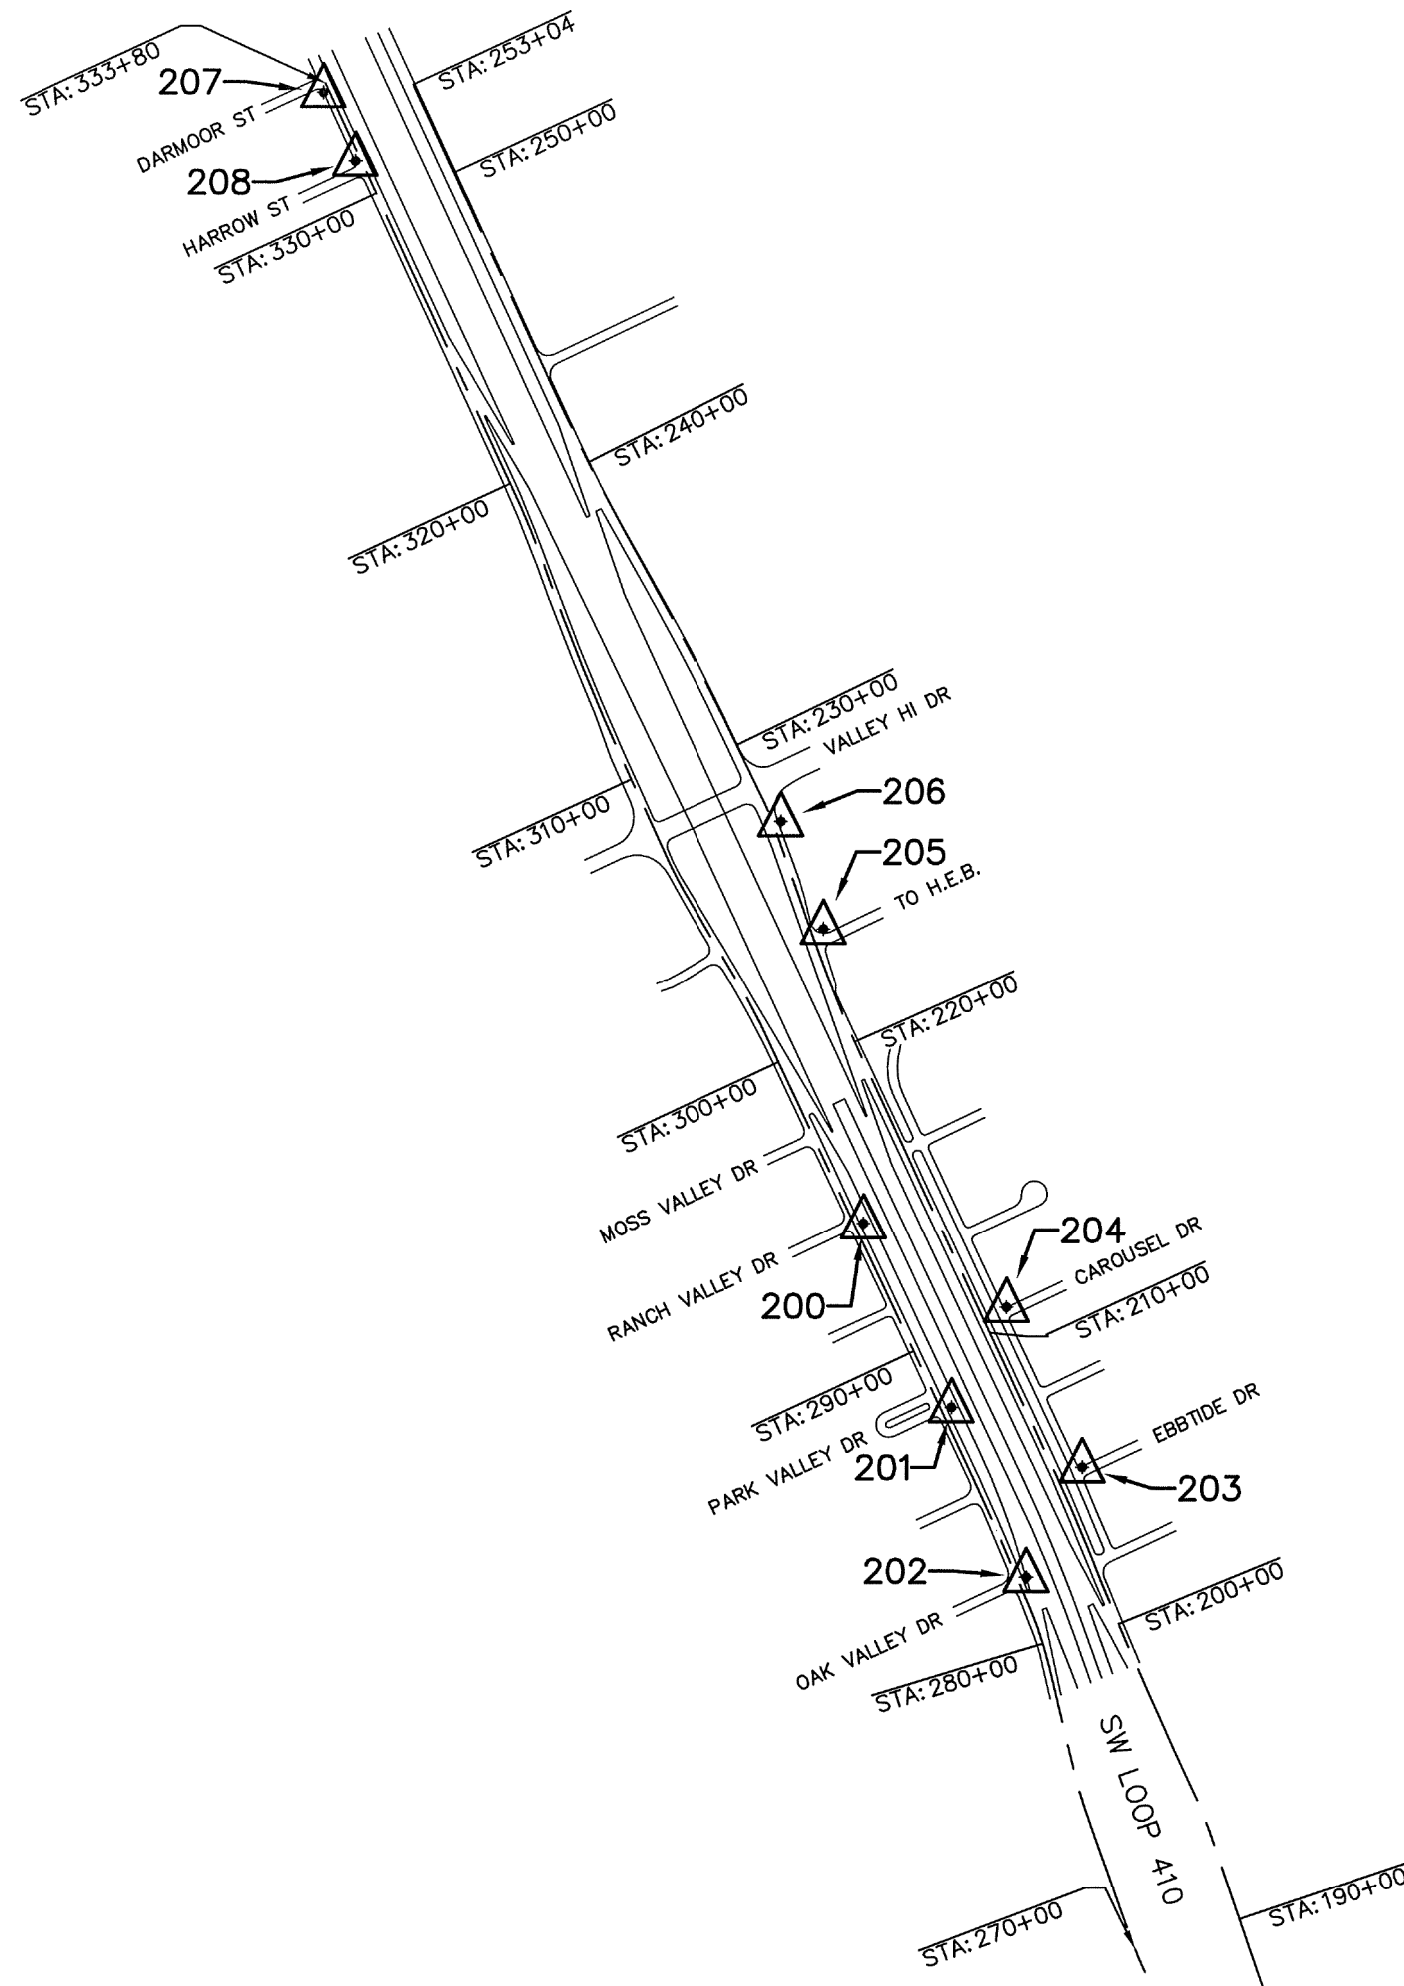 STA: 253+04
STA: 333+80
207
DARMOOR ST
STA: 250+00
208
HARROW ST
STA: 330+00
STA: 240+00
STA: 320+00
STA: 230+00
VALLEY HI DR
206
STA: 310+00
205
TO H.E.B.
STA: 220+00
STA: 300+00
MOSS VALLEY DR
204
CAROUSEL DR
RANCH VALLEY DR
200
STA: 210+00
STA: 290+00
EBBTIDE DR
PARK VALLEY DR
201
203
202
STA: 200+00
OAK VALLEY DR
STA: 280+00
SW LOOP 410
STA: 190+00
STA: 270+00